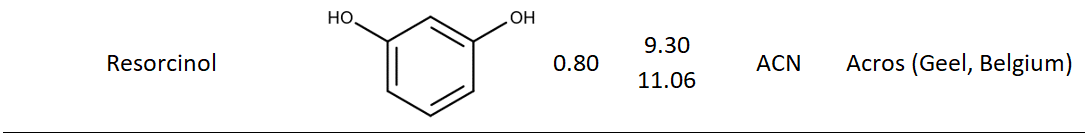 HO
OH
Resorcinol
0.80
9.30
11.06
ACN
Acros (Geel, Belgium)